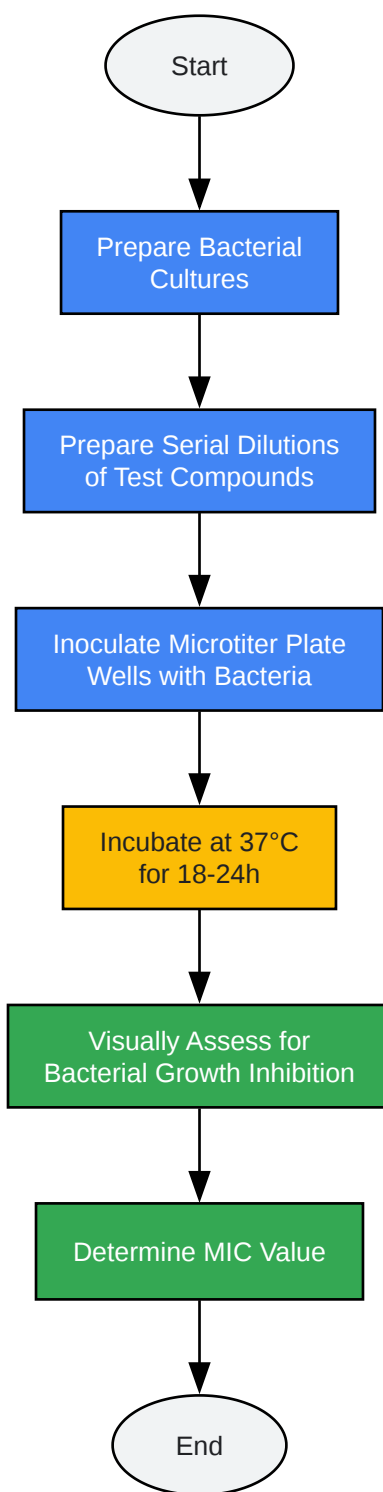 Start
Prepare Bacterial
Cultures
Prepare Serial Dilutions
of Test Compounds
Inoculate Microtiter Plate
Wells with Bacteria
Incubate at 37°C
for 18-24h
Visually Assess for
Bacterial Growth Inhibition
Determine MIC Value
End